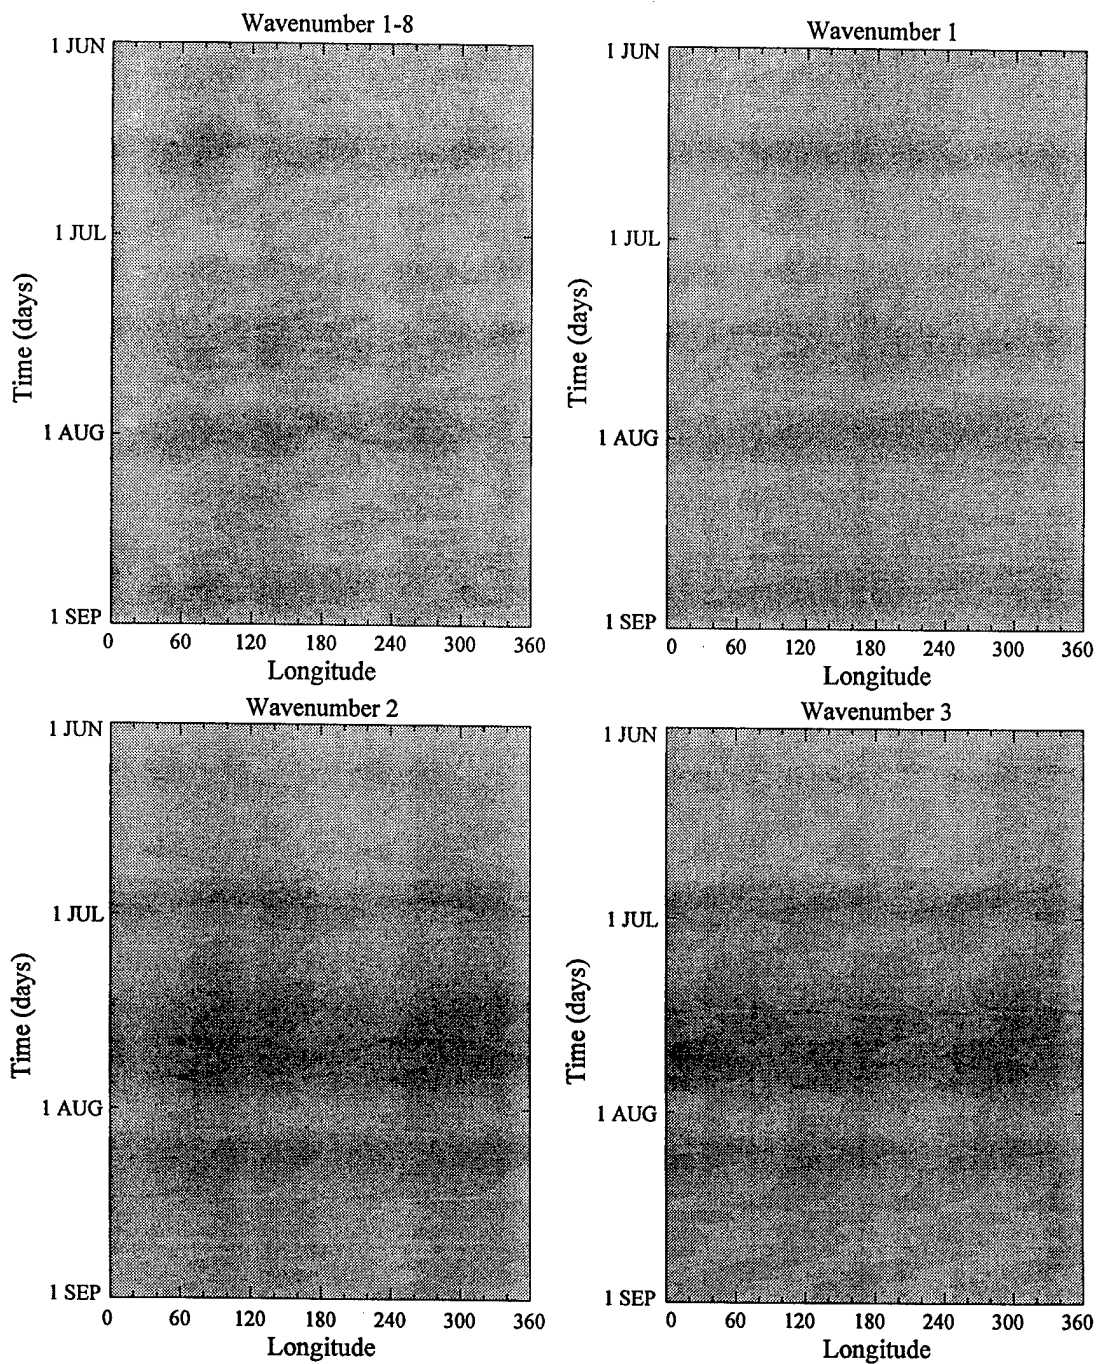 Wavenumber 1-8
1 JUN
1 JUL
1 AUG
1 SEP
Time (days)
0 60 120 180 240 300 360
Longitude
Wavenumber 1
1 JUN
1 JUL
1 AUG
1 SEP
Time (days)
0 60 120 180 240 300 360
Longitude
Wavenumber 2
1 JUN
1 JUL
1 AUG
1 SEP
Time (days)
0 60 120 180 240 300 360
Longitude
Wavenumber 3
1 JUN
1 JUL
1 AUG
1 SEP
Time (days)
0 60 120 180 240 300 360
Longitude